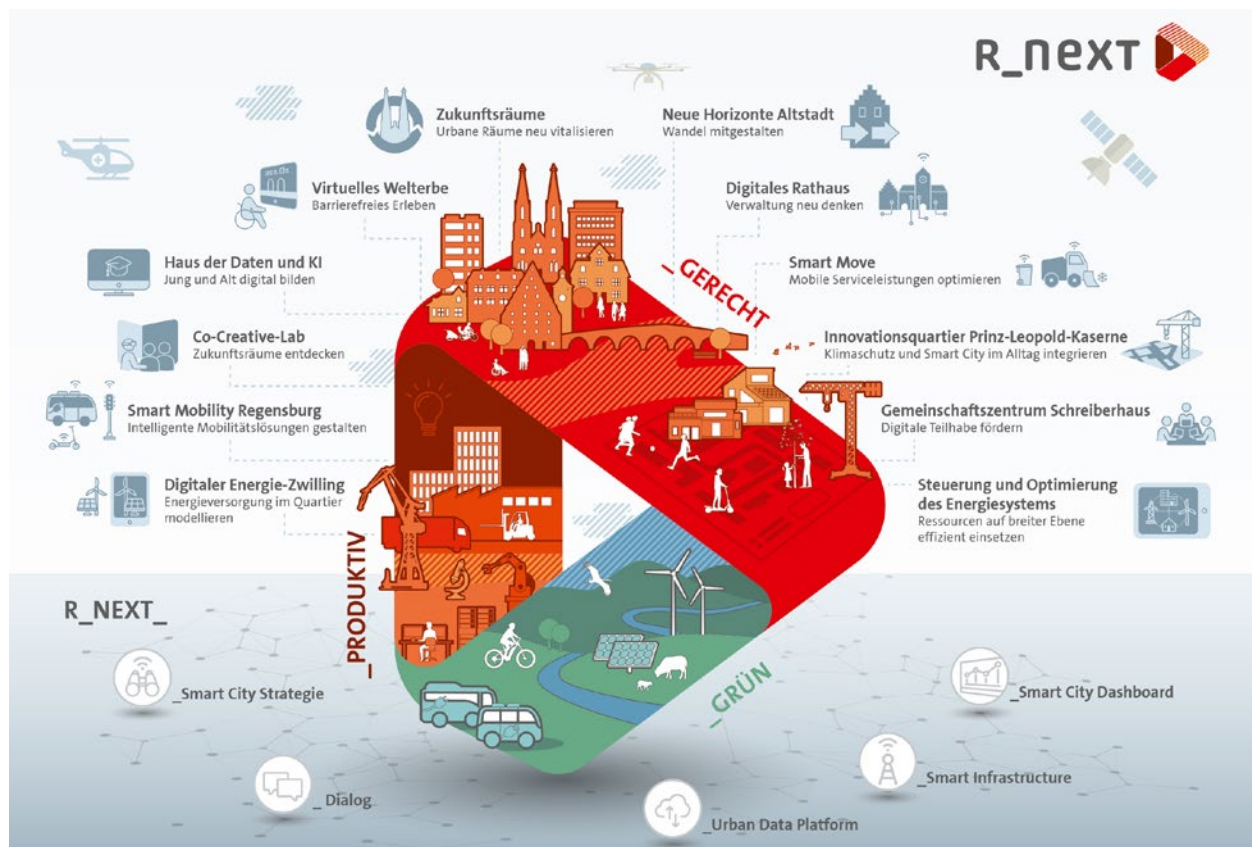 R_NEXT
Zukunftsräume
Urbane Räume neu vitalisieren
Neue Horizonte Altstadt
Wandel mitgestalten
Virtuelles Welterbe
Barrierefreies Erleben
Digitales Rathaus
Verwaltung neu denken
Haus der Daten und KI
Jung und Alt digital bilden
_GERECHT
Smart Move
Mobile Serviceleistungen optimieren
Co-Creative-Lab
Zukunftsräume entdecken
Innovationsquartier Prinz-Leopold-Kaserne
Klimaschutz und Smart City im Alltag integrieren
Smart Mobility Regensburg
Intelligente Mobilitätslösungen gestalten
Gemeinschaftszentrum Schreiberhaus
Digitale Teilhabe fördern
Digitaler Energie-Zwilling
Energieversorgung im Quartier
modellieren
Steuerung und Optimierung
des Energiesystems
Ressourcen auf breiter Ebene
effizient einsetzen
_PRODUKTIV
_GRÜN
R_NEXT_
_Smart City Strategie
_Smart City Dashboard
_Dialog
_Smart Infrastructure
_Urban Data Platform